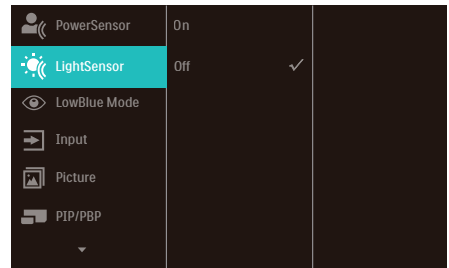 PowerSensor On
LightSensor Off
LowBlue Mode
Input
Picture
PIP/PBP